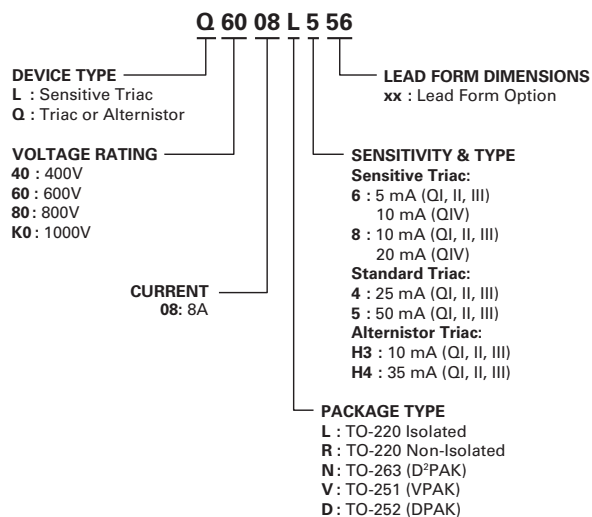 Q 60 08 L 5 56
DEVICE TYPE
L : Sensitive Triac
Q : Triac or Alternistor
VOLTAGE RATING
40 : 400V
60 : 600V
80 : 800V
K0 : 1000V
CURRENT
08: 8A
LEAD FORM DIMENSIONS
xx : Lead Form Option
SENSITIVITY & TYPE
Sensitive Triac:
6 : 5 mA (QI, II, III)
10 mA (QIV)
8 : 10 mA (QI, II, III)
20 mA (QIV)
Standard Triac:
4 : 25 mA (QI, II, III)
5 : 50 mA (QI, II, III)
Alternistor Triac:
H3 : 10 mA (QI, II, III)
H4 : 35 mA (QI, II, III)
PACKAGE TYPE
L : TO-220 Isolated
R : TO-220 Non-Isolated
N : TO-263 (D²PAK)
V : TO-251 (VPAK)
D : TO-252 (DPAK)